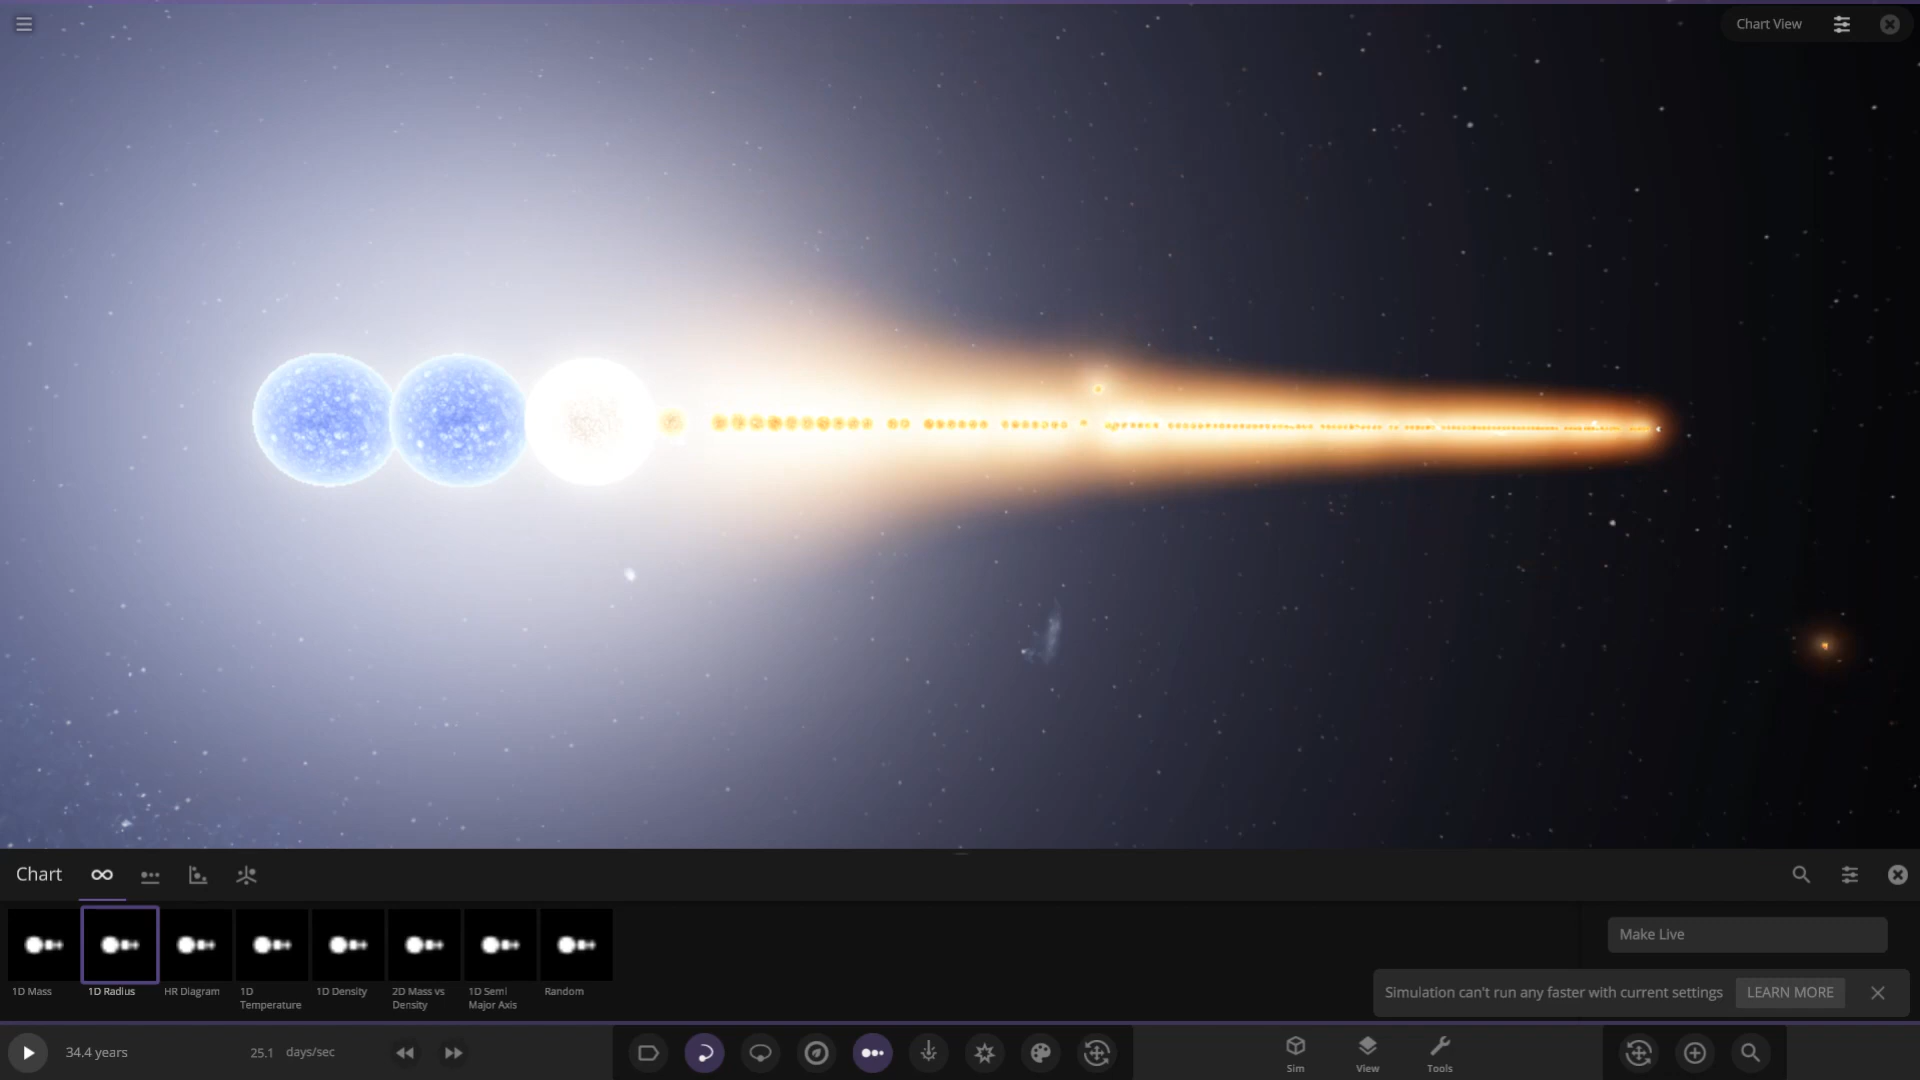 Chart View
Chart
1D Mass
1D Radius
HR Diagram
1D
Temperature
1D Density
2D Mass vs
Density
1D Semi
Major Axis
Random
Make Live
Simulation can't run any faster with current settings
LEARN MORE
34.4 years
25.1 days/sec
Sim
View
Tools